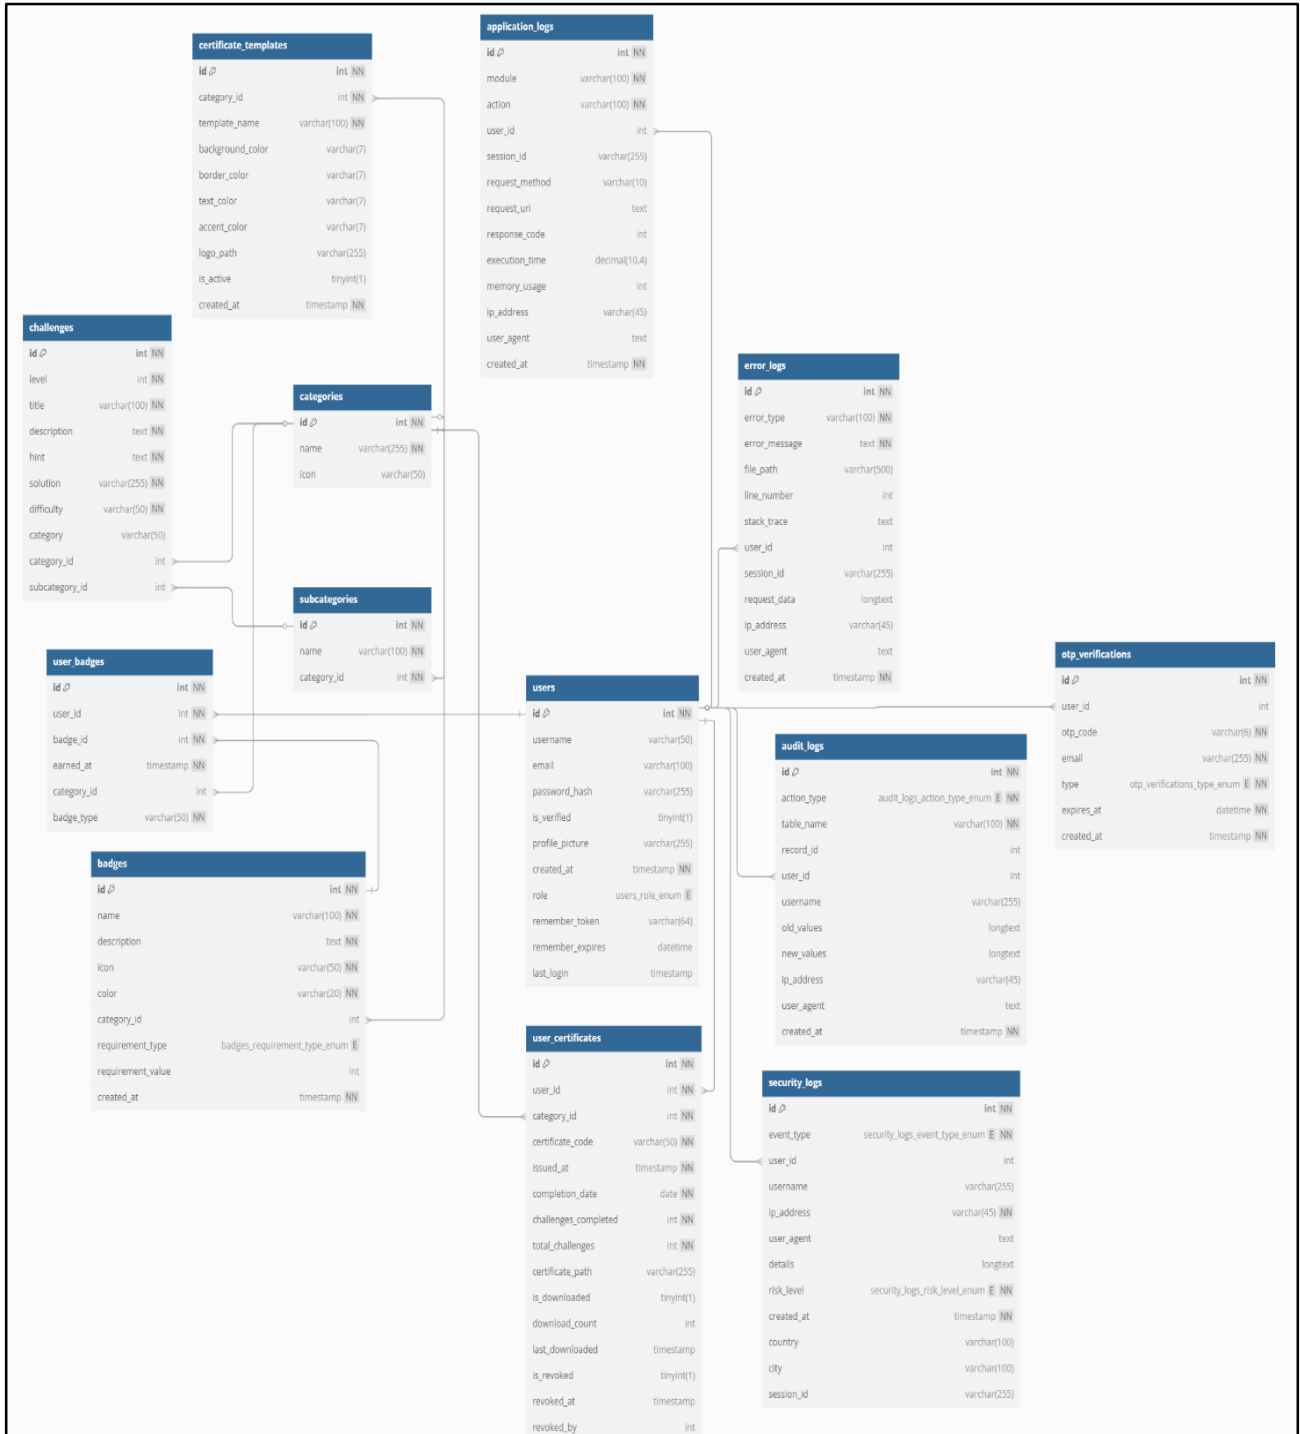 certificate_templates
id int NN
category_id int NN
template_name varchar(100) NN
background_color varchar(7)
border_color varchar(7)
text_color varchar(7)
accent_color varchar(7)
logo_path varchar(255)
is_active tinyint(1)
created_at timestamp NN
application_logs
id int NN
module varchar(100) NN
action varchar(100) NN
user_id int
session_id varchar(255)
request_method varchar(10)
request_uri text
response_code int
execution_time decimal(10,4)
memory_usage int
ip_address varchar(45)
user_agent text
created_at timestamp NN
challenges
id int NN
level int NN
title varchar(100) NN
description text NN
hint text NN
solution varchar(255) NN
difficulty varchar(50) NN
category varchar(50)
category_id int
subcategory_id int
categories
id int NN
name varchar(255) NN
icon varchar(50)
error_logs
id int NN
error_type varchar(100) NN
error_message text NN
file_path varchar(500)
line_number int
stack_trace text
user_id int
session_id varchar(255)
request_data longtext
ip_address varchar(45)
user_agent text
created_at timestamp NN
subcategories
id int NN
name varchar(100) NN
category_id int NN
user_badges
id int NN
user_id int NN
badge_id int NN
earned_at timestamp NN
category_id int
badge_type varchar(50) NN
users
id int NN
username varchar(50)
email varchar(100)
password_hash varchar(255)
is_verified tinyint(1)
profile_picture varchar(255)
created_at timestamp NN
role users_role_enum E
remember_token varchar(64)
remember_expires datetime
last_login timestamp
otp_verifications
id int NN
user_id int
otp_code varchar(6) NN
email varchar(255) NN
type otp_verifications_type_enum E NN
expires_at datetime NN
created_at timestamp NN
audit_logs
id int NN
action_type audit_logs_action_type_enum E NN
table_name varchar(100) NN
record_id int
user_id int
username varchar(255)
old_values longtext
new_values longtext
ip_address varchar(45)
user_agent text
created_at timestamp NN
badges
id int NN
name varchar(100) NN
description text NN
icon varchar(50) NN
color varchar(20) NN
category_id int
requirement_type badges_requirement_type_enum E
requirement_value int
created_at timestamp NN
user_certificates
id int NN
user_id int NN
category_id int NN
certificate_code varchar(50) NN
issued_at timestamp NN
completion_date date NN
challenges_completed int NN
total_challenges int NN
certificate_path varchar(255)
is_downloaded tinyint(1)
download_count int
last_downloaded timestamp
is_revoked tinyint(1)
revoked_at timestamp
revoked_by int
security_logs
id int NN
event_type security_logs_event_type_enum E NN
user_id int
username varchar(255)
ip_address varchar(45) NN
user_agent text
details longtext
risk_level security_logs_risk_level_enum E NN
created_at timestamp NN
country varchar(100)
city varchar(100)
session_id varchar(255)